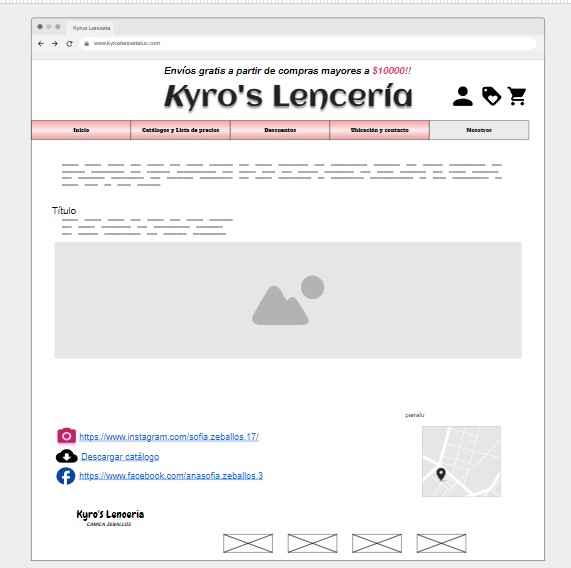 Kyros Lenceria
www.kyroslenceriatuc.com
Envíos gratis a partir de compras mayores a $10000!!
Kyro's Lencería
Inicio
Catálogos y Lista de precios
Descuentos
Ubicación y contacto
Nosotros
Título
parrafo
https://www.instagram.com/sofia.zeballos.17/
Descargar catálogo
https://www.facebook.com/anasofia.zeballos.3
Kyro's Lenceria
CAMILA ZEBALLOS